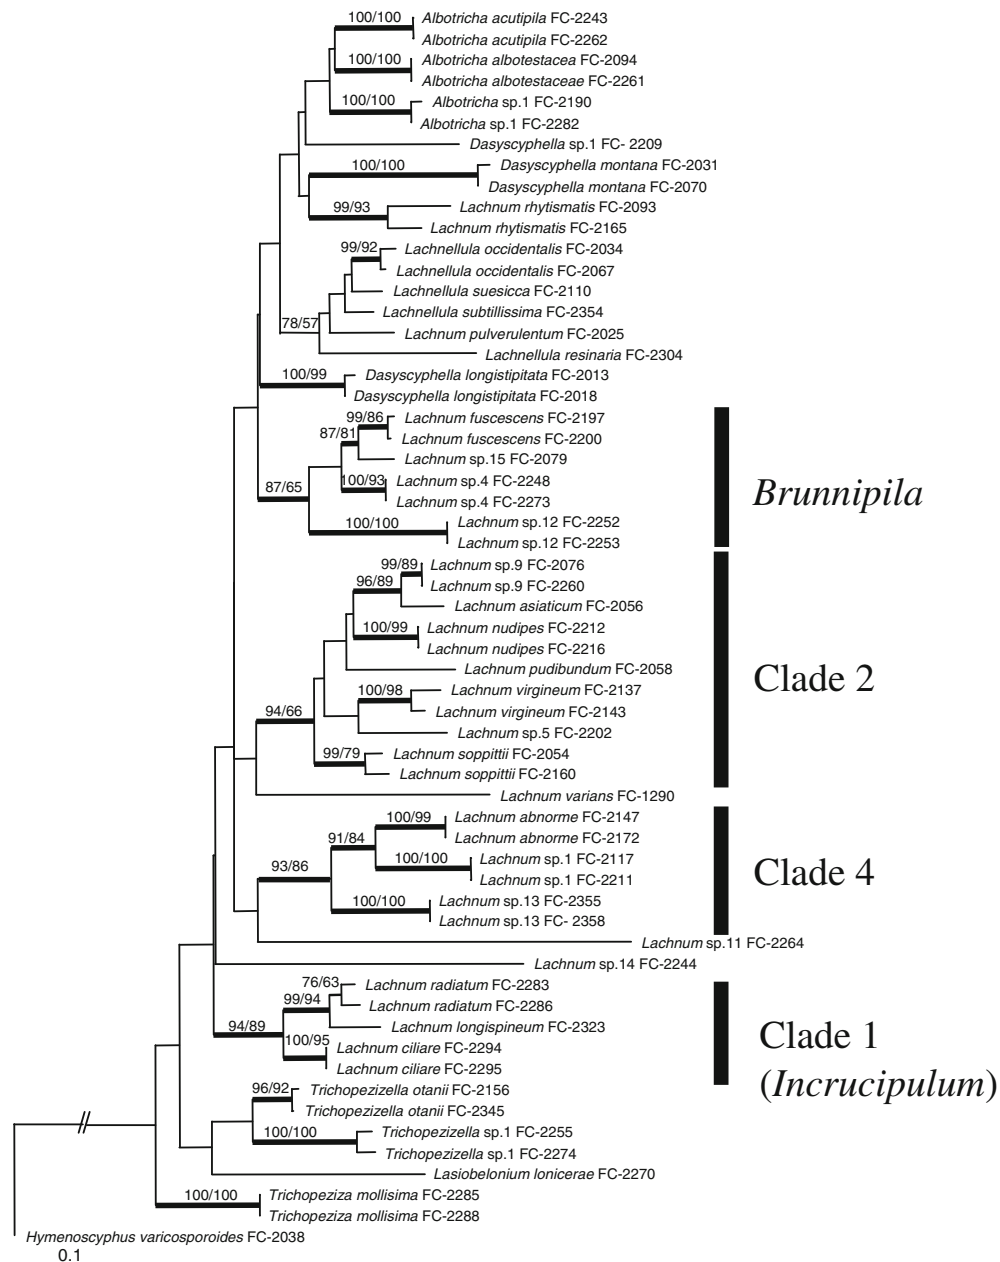 100/100
Albotricha acutipila FC-2243
Albotricha acutipila FC-2262
100/100
Albotricha albotestacea FC-2094
Albotricha albotestaceae FC-2261
100/100
Albotricha sp.1 FC-2190
Albotricha sp.1 FC-2282
Dasyscyphella sp.1 FC- 2209
100/100
Dasyscyphella montana FC-2031
Dasyscyphella montana FC-2070
99/93
Lachnum rhytismatis FC-2093
Lachnum rhytismatis FC-2165
99/92
Lachnellula occidentalis FC-2034
Lachnellula occidentalis FC-2067
Lachnellula suesicca FC-2110
Lachnellula subtillissima FC-2354
78/57
Lachnum pulverulentum FC-2025
Lachnellula resinaria FC-2304
100/99
Dasyscyphella longistipitata FC-2013
Dasyscyphella longistipitata FC-2018
99/86
Lachnum fuscescens FC-2197
87/81
Lachnum fuscescens FC-2200
Lachnum sp.15 FC-2079
100/93
Lachnum sp.4 FC-2248
87/65
Lachnum sp.4 FC-2273
Brunnipila
100/100
Lachnum sp.12 FC-2252
Lachnum sp.12 FC-2253
99/89
Lachnum sp.9 FC-2076
96/89
Lachnum sp.9 FC-2260
Lachnum asiaticum FC-2056
100/99
Lachnum nudipes FC-2212
Lachnum nudipes FC-2216
Lachnum pudibundum FC-2058
Clade 2
100/98
Lachnum virgineum FC-2137
94/66
Lachnum virgineum FC-2143
Lachnum sp.5 FC-2202
99/79
Lachnum soppittii FC-2054
Lachnum soppittii FC-2160
Lachnum varians FC-1290
100/99
Lachnum abnorme FC-2147
91/84
Lachnum abnorme FC-2172
100/100
Lachnum sp.1 FC-2117
93/86
Lachnum sp.1 FC-2211
Clade 4
100/100
Lachnum sp.13 FC-2355
Lachnum sp.13 FC- 2358
Lachnum sp.11 FC-2264
Lachnum sp.14 FC-2244
76/63
Lachnum radiatum FC-2283
99/94
Lachnum radiatum FC-2286
94/89
Lachnum longispineum FC-2323
100/95
Lachnum ciliare FC-2294
Lachnum ciliare FC-2295
Clade 1
(Incrucipulum)
96/92
Trichopezizella otanii FC-2156
Trichopezizella otanii FC-2345
100/100
Trichopezizella sp.1 FC-2255
Trichopezizella sp.1 FC-2274
Lasiobelonium lonicerae FC-2270
100/100
Trichopeziza mollisima FC-2285
Trichopeziza mollisima FC-2288
Hymenoscyphus varicosporoides FC-2038
0.1